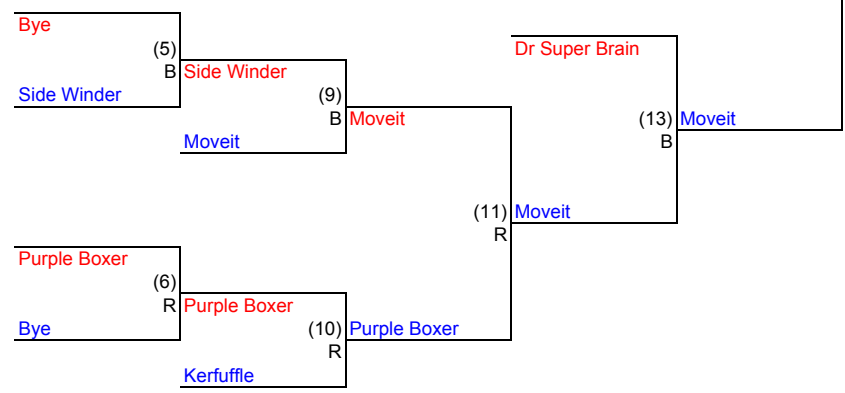 Bye
(5)
B
Side Winder
Side Winder
(9)
B
Moveit
Moveit
Dr Super Brain
(13)
B
Moveit
(11)
R
Moveit
Purple Boxer
(6)
R
Purple Boxer
Bye
(10)
R
Purple Boxer
Kerfuffle